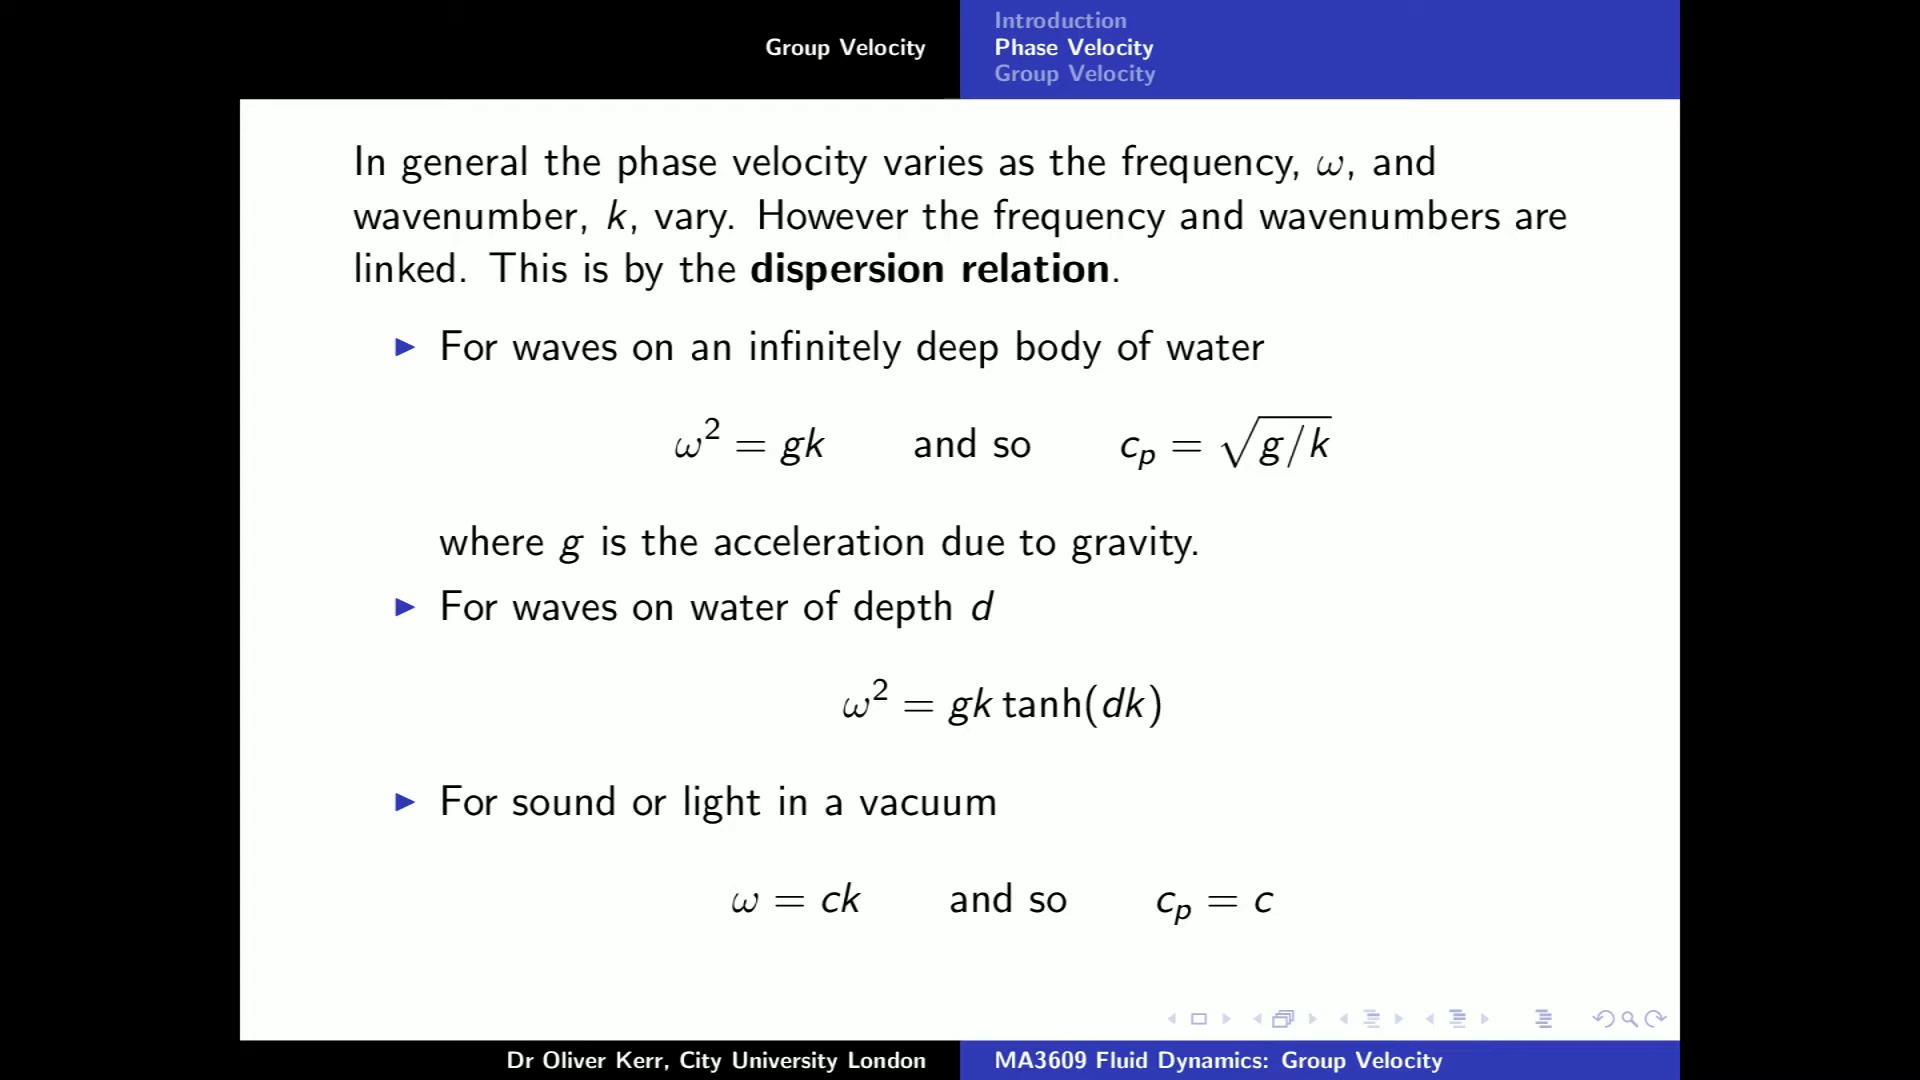 Group Velocity
Introduction
Phase Velocity
Group Velocity
In general the phase velocity varies as the frequency, ω, and
wavenumber, k, vary. However the frequency and wavenumbers are
linked. This is by the dispersion relation.
▶ For waves on an infinitely deep body of water
ω² = gk and so cₚ = √(g/k)
where g is the acceleration due to gravity.
▶ For waves on water of depth d
ω² = gk tanh(dk)
▶ For sound or light in a vacuum
ω = ck and so cₚ = c
Dr Oliver Kerr, City University London
MA3609 Fluid Dynamics: Group Velocity